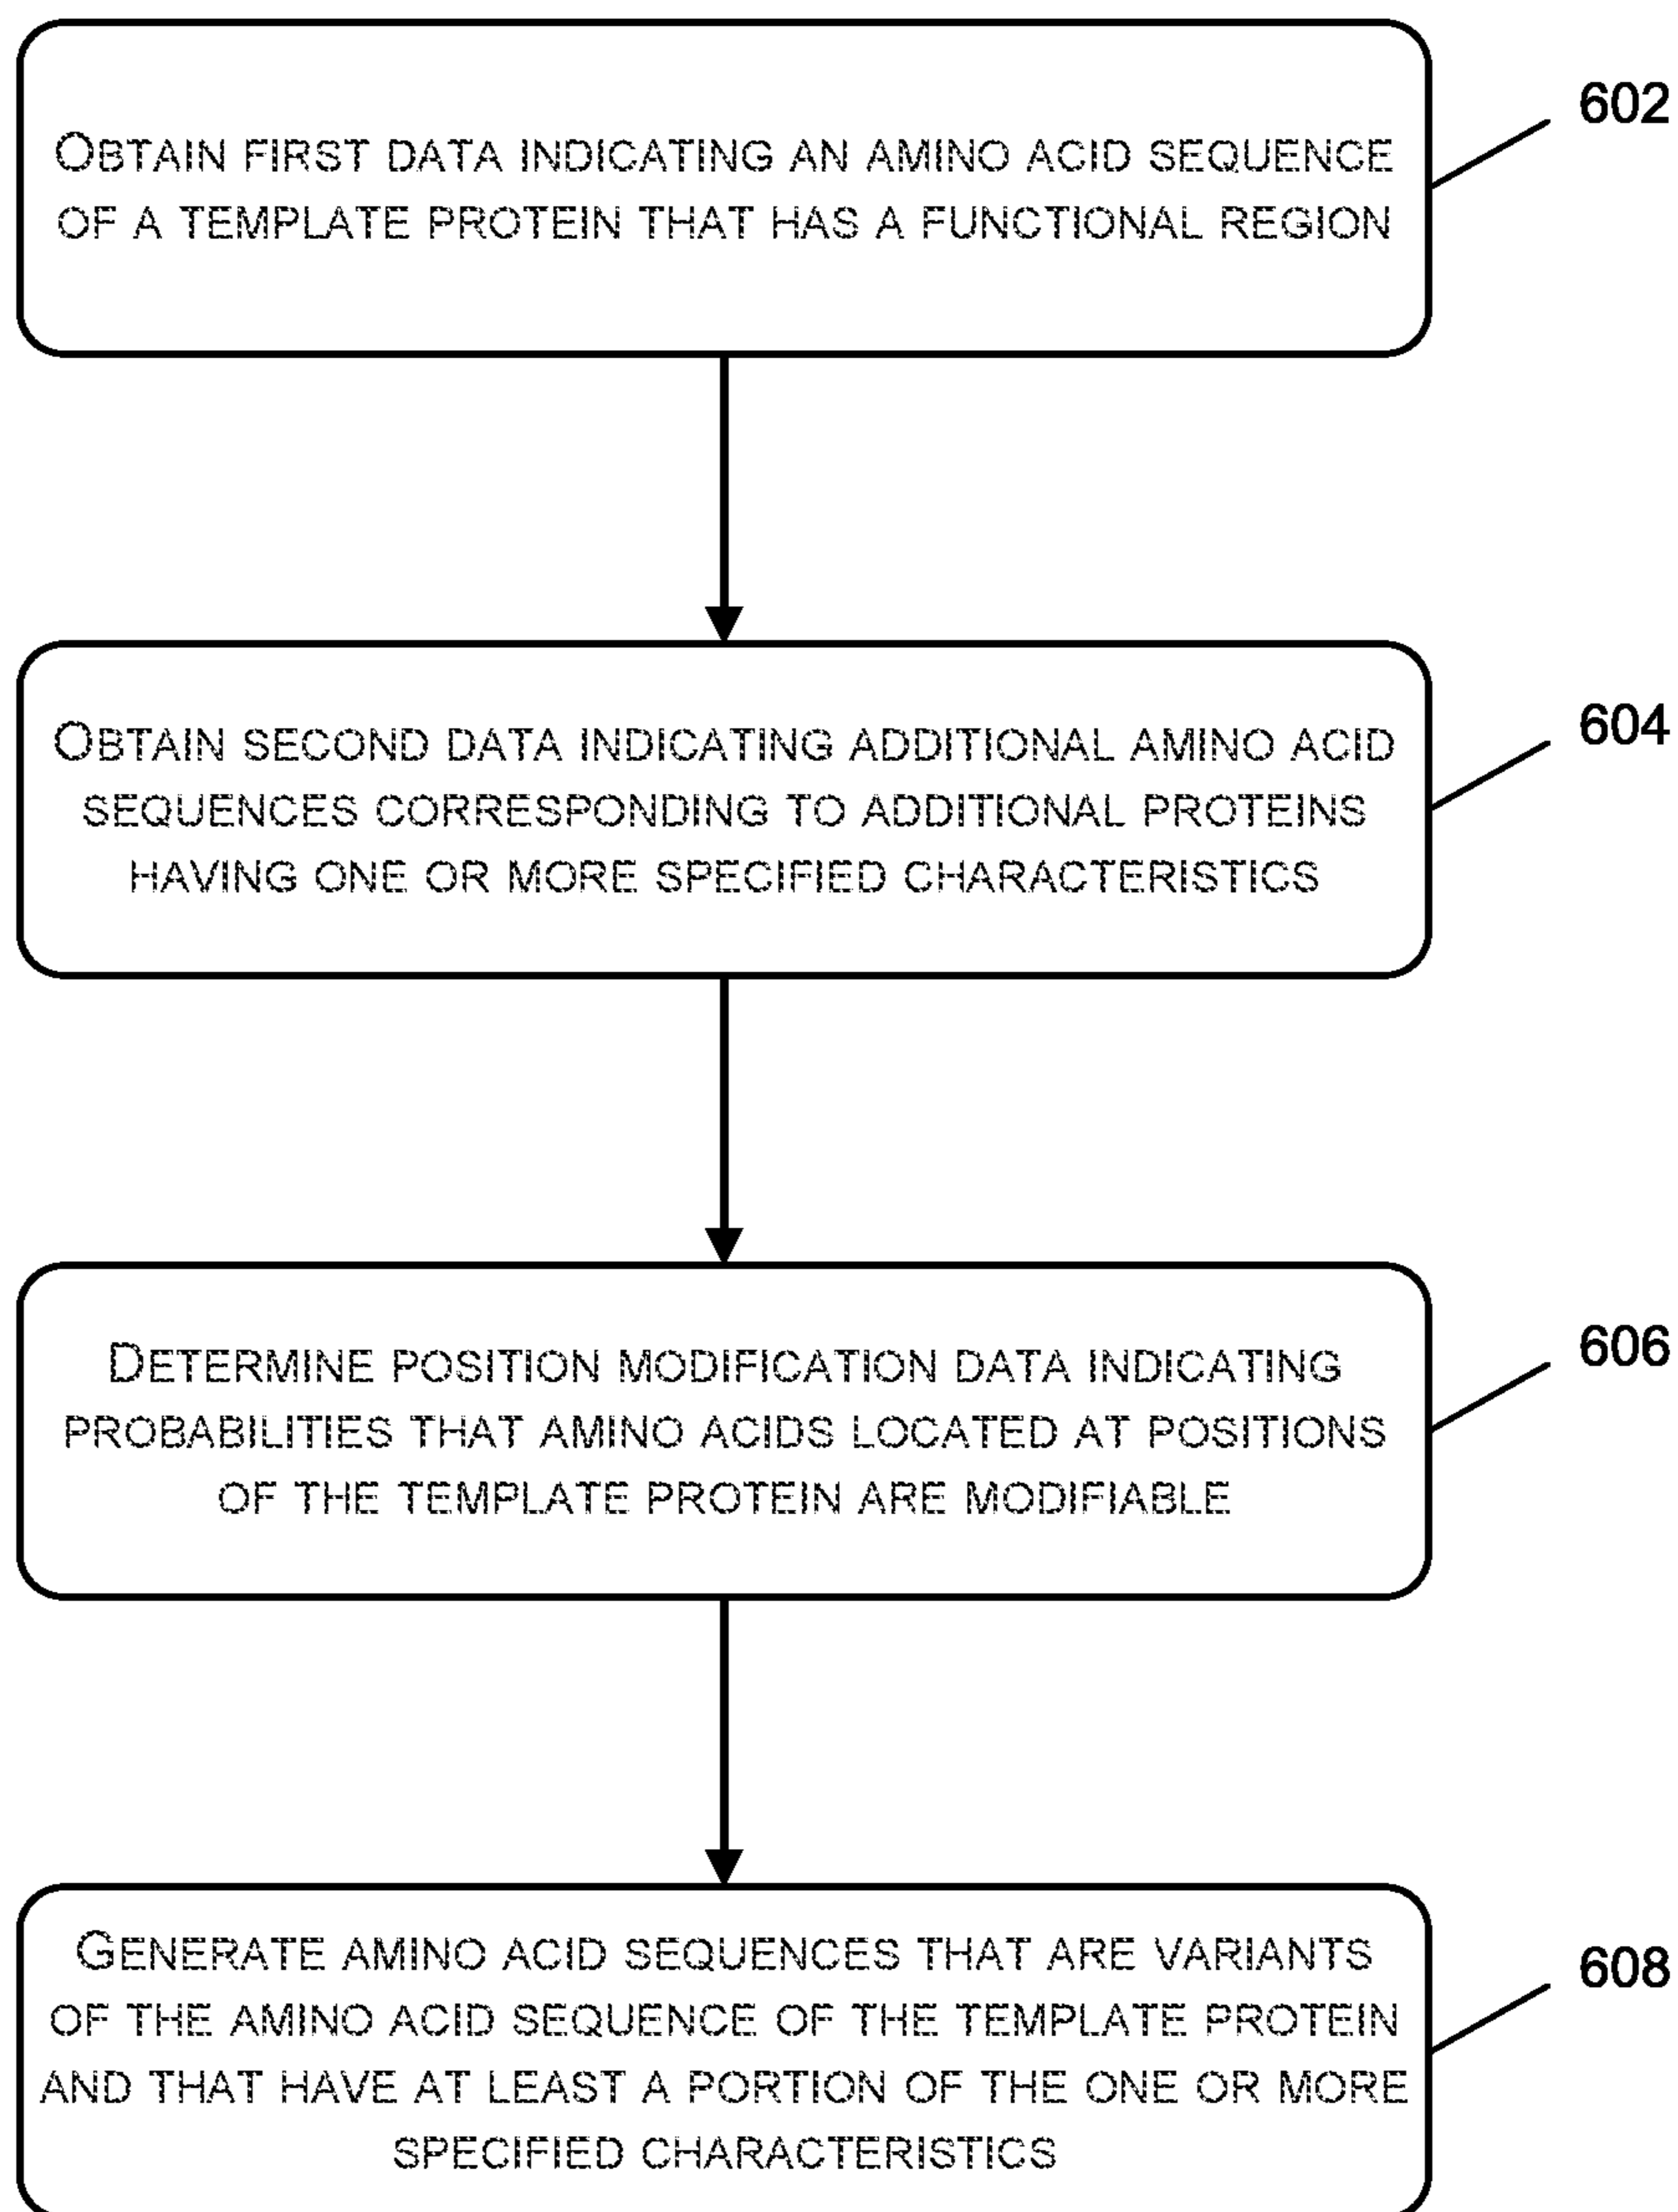 OBTAIN FIRST DATA INDICATING AN AMINO ACID SEQUENCE
OF A TEMPLATE PROTEIN THAT HAS A FUNCTIONAL REGION
602
OBTAIN SECOND DATA INDICATING ADDITIONAL AMINO ACID
SEQUENCES CORRESPONDING TO ADDITIONAL PROTEINS
HAVING ONE OR MORE SPECIFIED CHARACTERISTICS
604
DETERMINE POSITION MODIFICATION DATA INDICATING
PROBABILITIES THAT AMINO ACIDS LOCATED AT POSITIONS
OF THE TEMPLATE PROTEIN ARE MODIFIABLE
606
GENERATE AMINO ACID SEQUENCES THAT ARE VARIANTS
OF THE AMINO ACID SEQUENCE OF THE TEMPLATE PROTEIN
AND THAT HAVE AT LEAST A PORTION OF THE ONE OR MORE
SPECIFIED CHARACTERISTICS
608